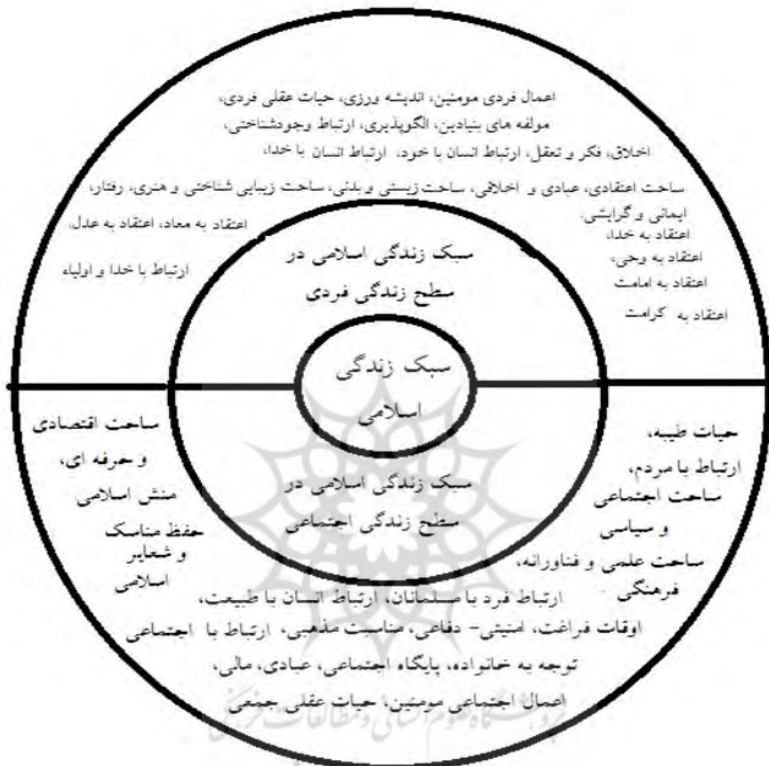 اعمال فردی مومنین، اندیشه ورزی، حیات عقلی فردی،
مولفه های بنیادین، الگوپذیری، ارتباط وجودشناختی،
اخلاق، فکر و تعقل، ارتباط انسان با خود، ارتباط انسان با خدا،
ساحت اعتقادی، عبادی و اخلاقی، ساحت زیستی و بدنی، ساحت زیبایی شناختی و هنری، رفتار،
ایمانی و گرایشی.
اعتقاد به خدا،
اعتقاد به وحی،
اعتقاد به امامت
اعتقاد به کرامت
اعتقاد به معاد، اعتقاد به عدل.
ارتباط با خدا و اولیاء
سبک زندگی اسلامی در
سطح زندگی فردی
سبک زندگی
اسلامی
سبک زندگی اسلامی در
سطح زندگی اجتماعی
حیات طیبه،
ارتباط با مردم،
ساحت اجتماعی
و سیاسی
ساحت علمی و فناورانه،
فرهنگی
ساحت اقتصادی
و حرفه ای،
منش اسلامی
حفظ مناسک
و شعایر
اسلامی
ارتباط فرد با مسلمانان، ارتباط انسان با طبیعت،
اوقات فراغت، امنیتی- دفاعی، مناسبت مذهبی، ارتباط با اجتماعی
توجه به خانواده، پایگاه اجتماعی، عبادی، مالی،
اعمال اجتماعی مومنین، حیات عقلی جمعی
پژوهشگاه علوم انسانی و مطالعات فرهنگی